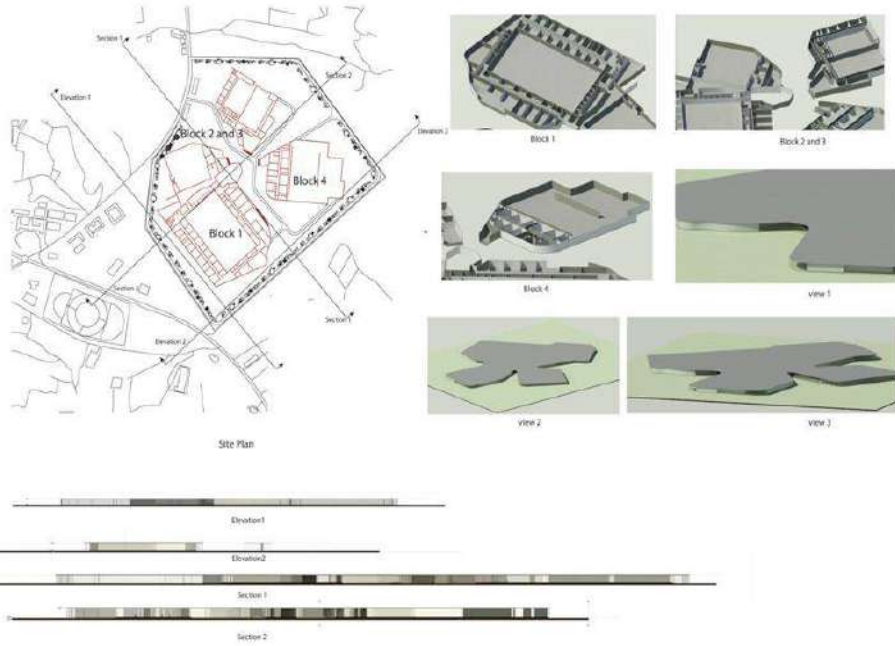 Section 1
Section 2
Elevation 1
Elevation 2
Block 2 and 3
Block 4
Block 1
Section 2
Section 1
Elevation 2
Site Plan
Block 1
Block 2 and 3
Block 4
view 1
view 2
view 3
Elevation1
Elevation2
Section 1
Section 2